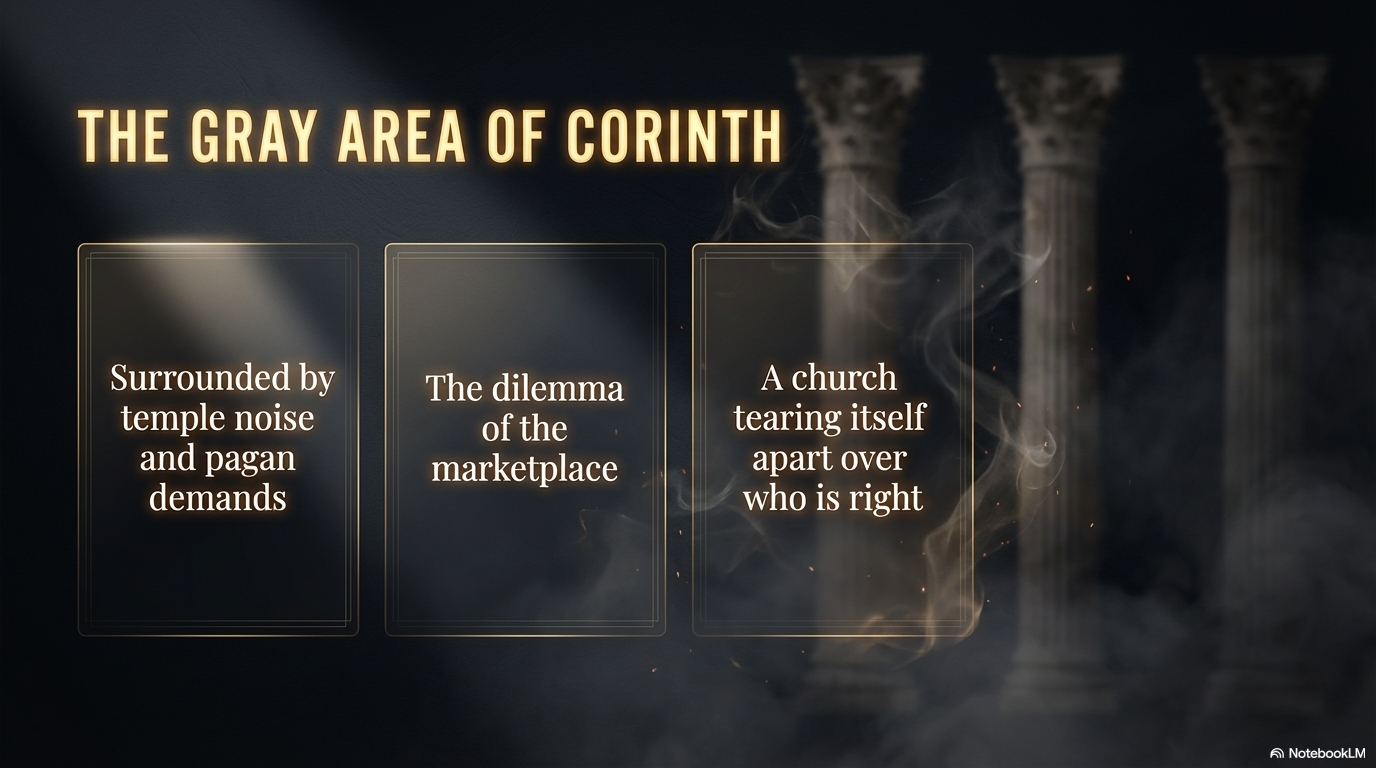 THE GRAY AREA OF CORINTH
Surrounded by
temple noise
and pagan
demands
The dilemma
of the
marketplace
A church
tearing itself
apart over
who is right
NotebookLM